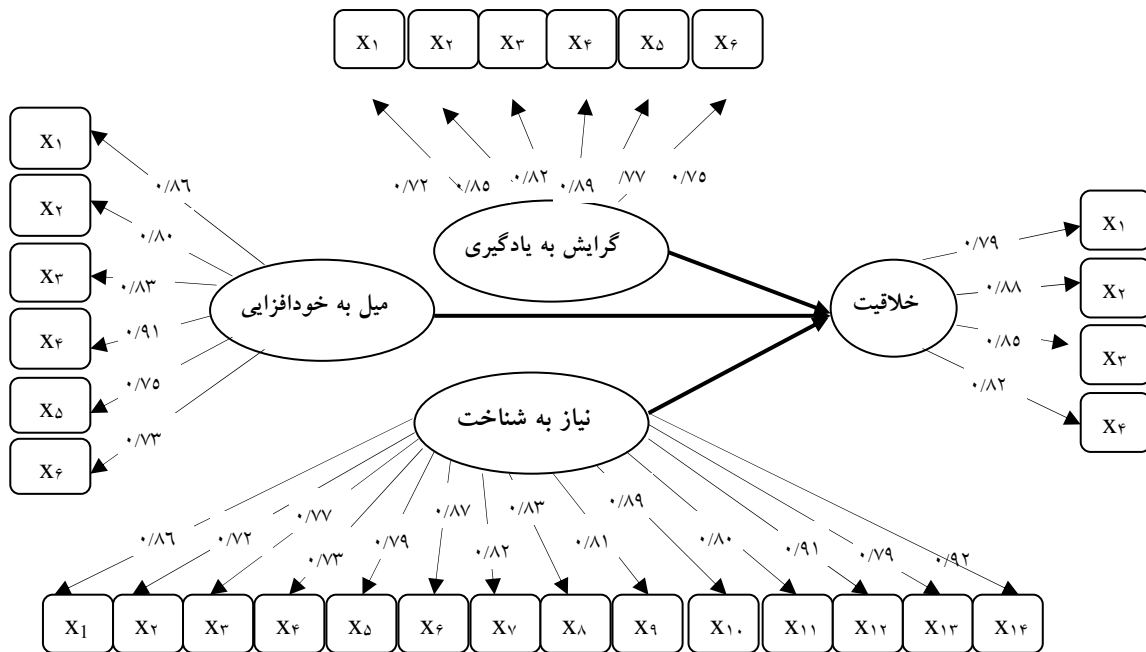 x۱ x۲ x۳ x۴ x۵ x۶
۰/۷۲ ۰/۸۵ ۰/۸۲ ۰/۸۹ ۰/۷۷ ۰/۷۵
گرایش به یادگیری
x۱
x۲
x۳
x۴
x۵
x۶
۰/۸۶
۰/۸۰
۰/۸۳
۰/۹۱
۰/۷۵
۰/۷۳
میل به خودافزایی
خلاقیت
۰/۷۹
۰/۸۸
۰/۸۵
۰/۸۲
x۱
x۲
x۳
x۴
نیاز به شناخت
۰/۸۶ ۰/۷۲ ۰/۷۷ ۰/۷۳ ۰/۷۹ ۰/۸۷ ۰/۸۲ ۰/۸۳ ۰/۸۱ ۰/۸۹ ۰/۸۰ ۰/۹۱ ۰/۷۹ ۰/۹۲
x1 x۲ x۳ x۴ x۵ x۶ x۷ x۸ x۹ x۱۰ x۱۱ x۱۲ x۱۳ x۱۴